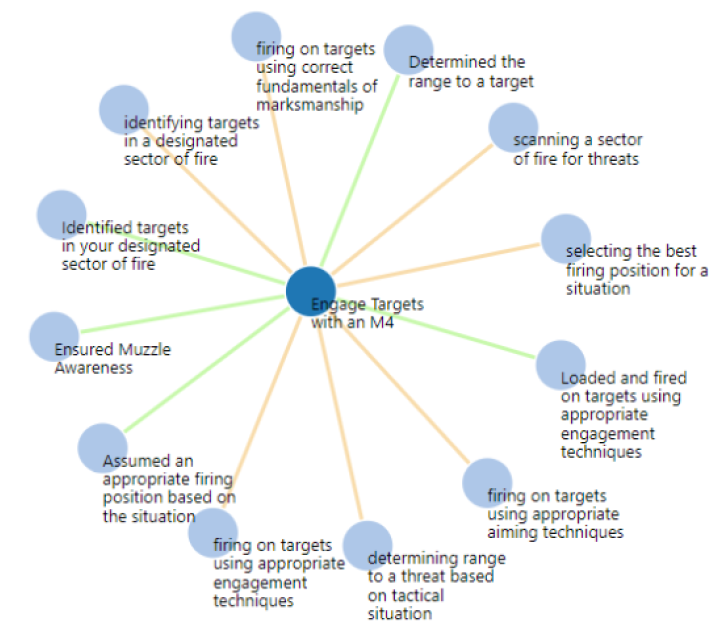 firing on targets
using correct
fundamentals of
marksmanship
Determined the
range to a target
identifying targets
in a designated
sector of fire
scanning a sector
of fire for threats
Identified targets
in your designated
sector of fire
selecting the best
firing position for a
situation
Engage Targets
with an M4
Ensured Muzzle
Awareness
Loaded and fired
on targets using
appropriate
engagement
techniques
Assumed an
appropriate firing
position based on
the situation
firing on targets
using appropriate
aiming techniques
firing on targets
using appropriate
engagement
techniques
determining range
to a threat based
on tactical
situation